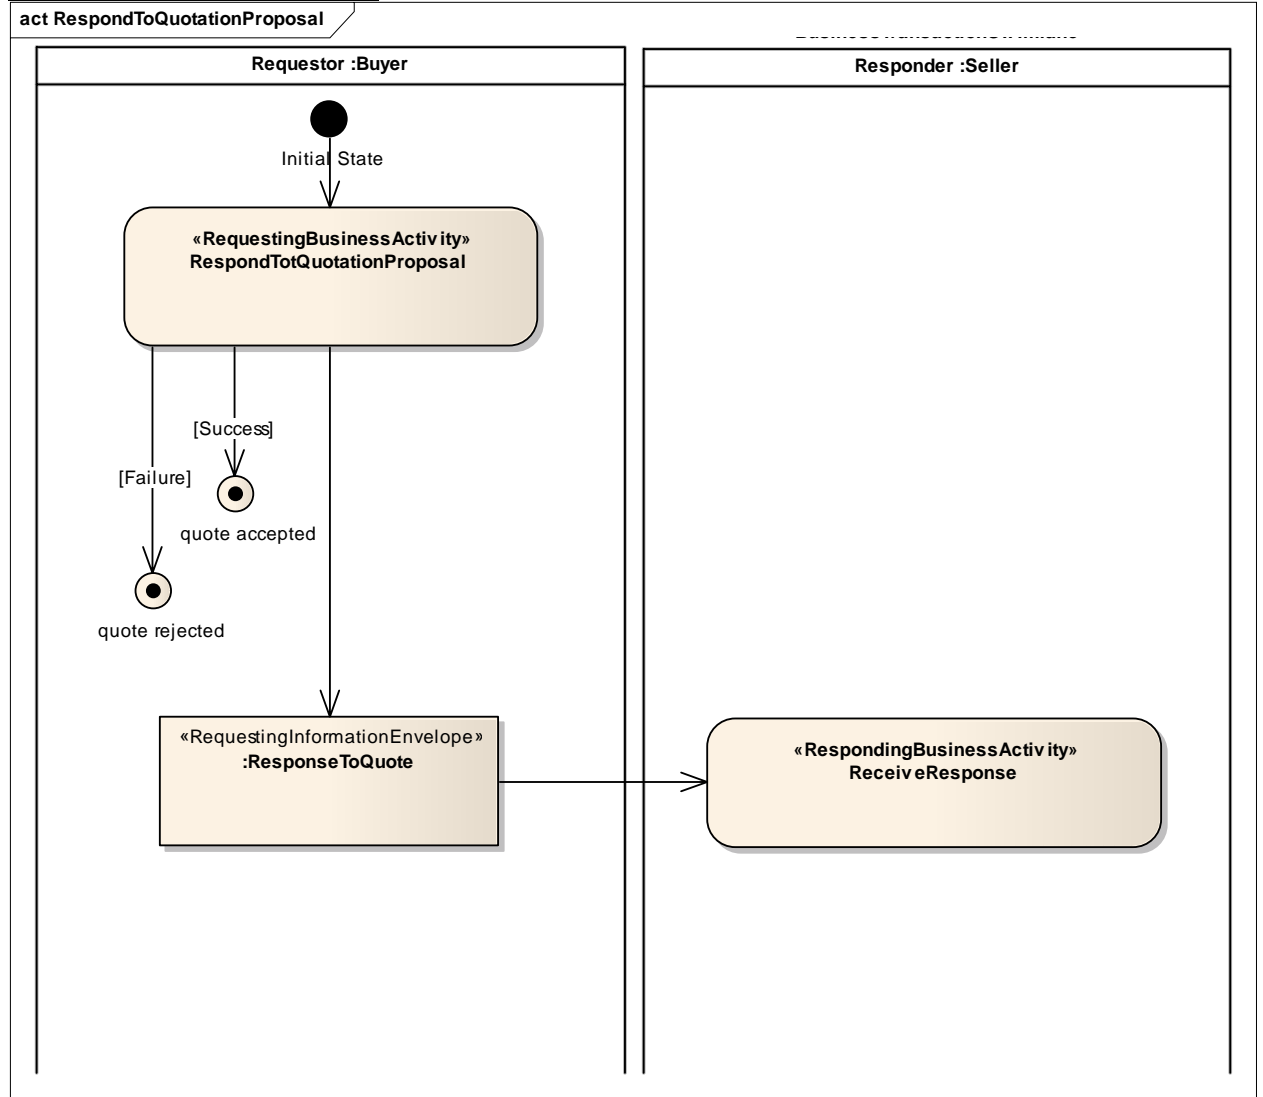 act RespondToQuotationProposal
Requestor :Buyer
Responder :Seller
Initial State
«RequestingBusinessActivity»
RespondTotQuotationProposal
[Success]
[Failure]
quote accepted
quote rejected
«RequestingInformationEnvelope»
:ResponseToQuote
«RespondingBusinessActivity»
ReceiveResponse